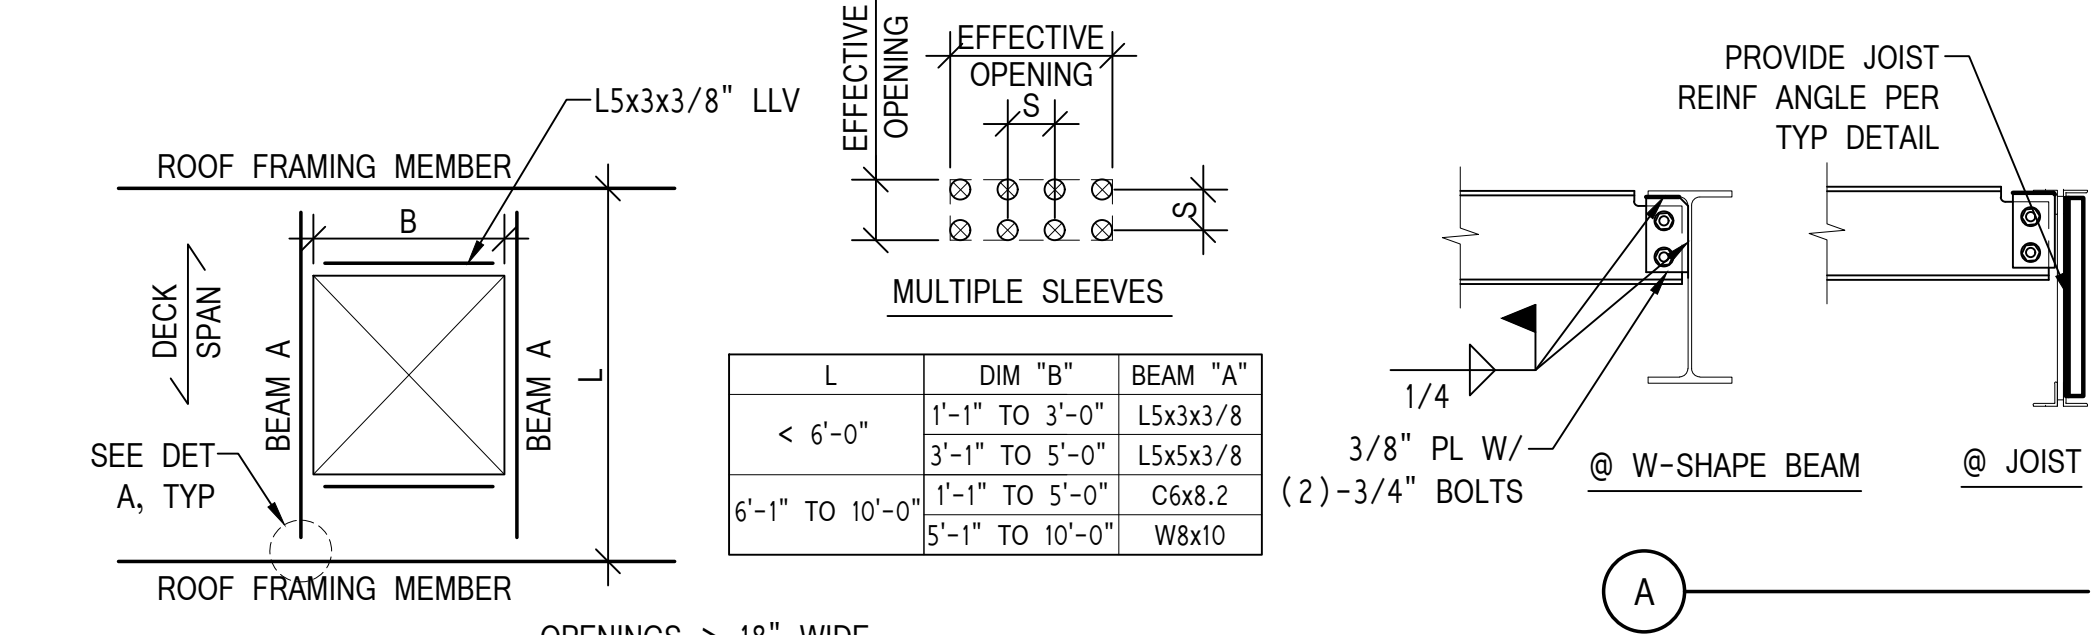 ROOF FRAMING MEMBER
L5x3x3/8" LLV
B
DECK
SPAN
BEAM A
BEAM A
L
SEE DET
A, TYP
ROOF FRAMING MEMBER
EFFECTIVE
OPENING
EFFECTIVE
OPENING
S
S
MULTIPLE SLEEVES
L DIM "B" BEAM "A"
< 6'-0" 1'-1" TO 3'-0" L5x3x3/8
3'-1" TO 5'-0" L5x5x3/8
6'-1" TO 10'-0" 1'-1" TO 5'-0" C6x8.2
5'-1" TO 10'-0" W8x10
PROVIDE JOIST
REINF ANGLE PER
TYP DETAIL
1/4
3/8" PL W/
(2)-3/4" BOLTS
@ W-SHAPE BEAM
@ JOIST
A
OPENINGS > 18" WIDE